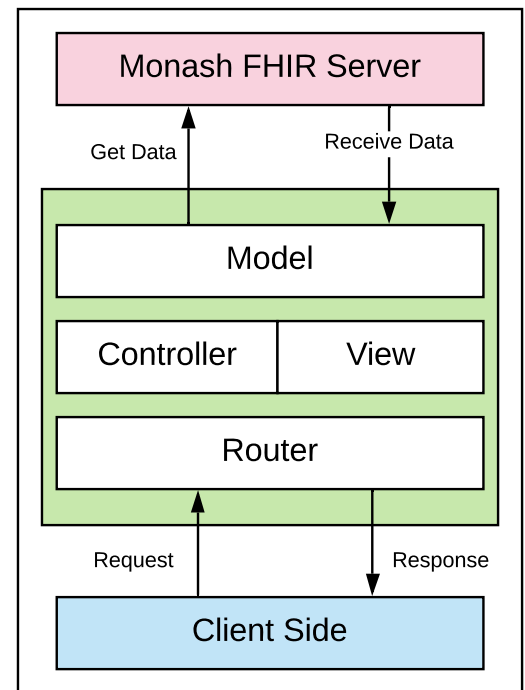 Monash FHIR Server
Get Data
Receive Data
Model
Controller
View
Router
Request
Response
Client Side